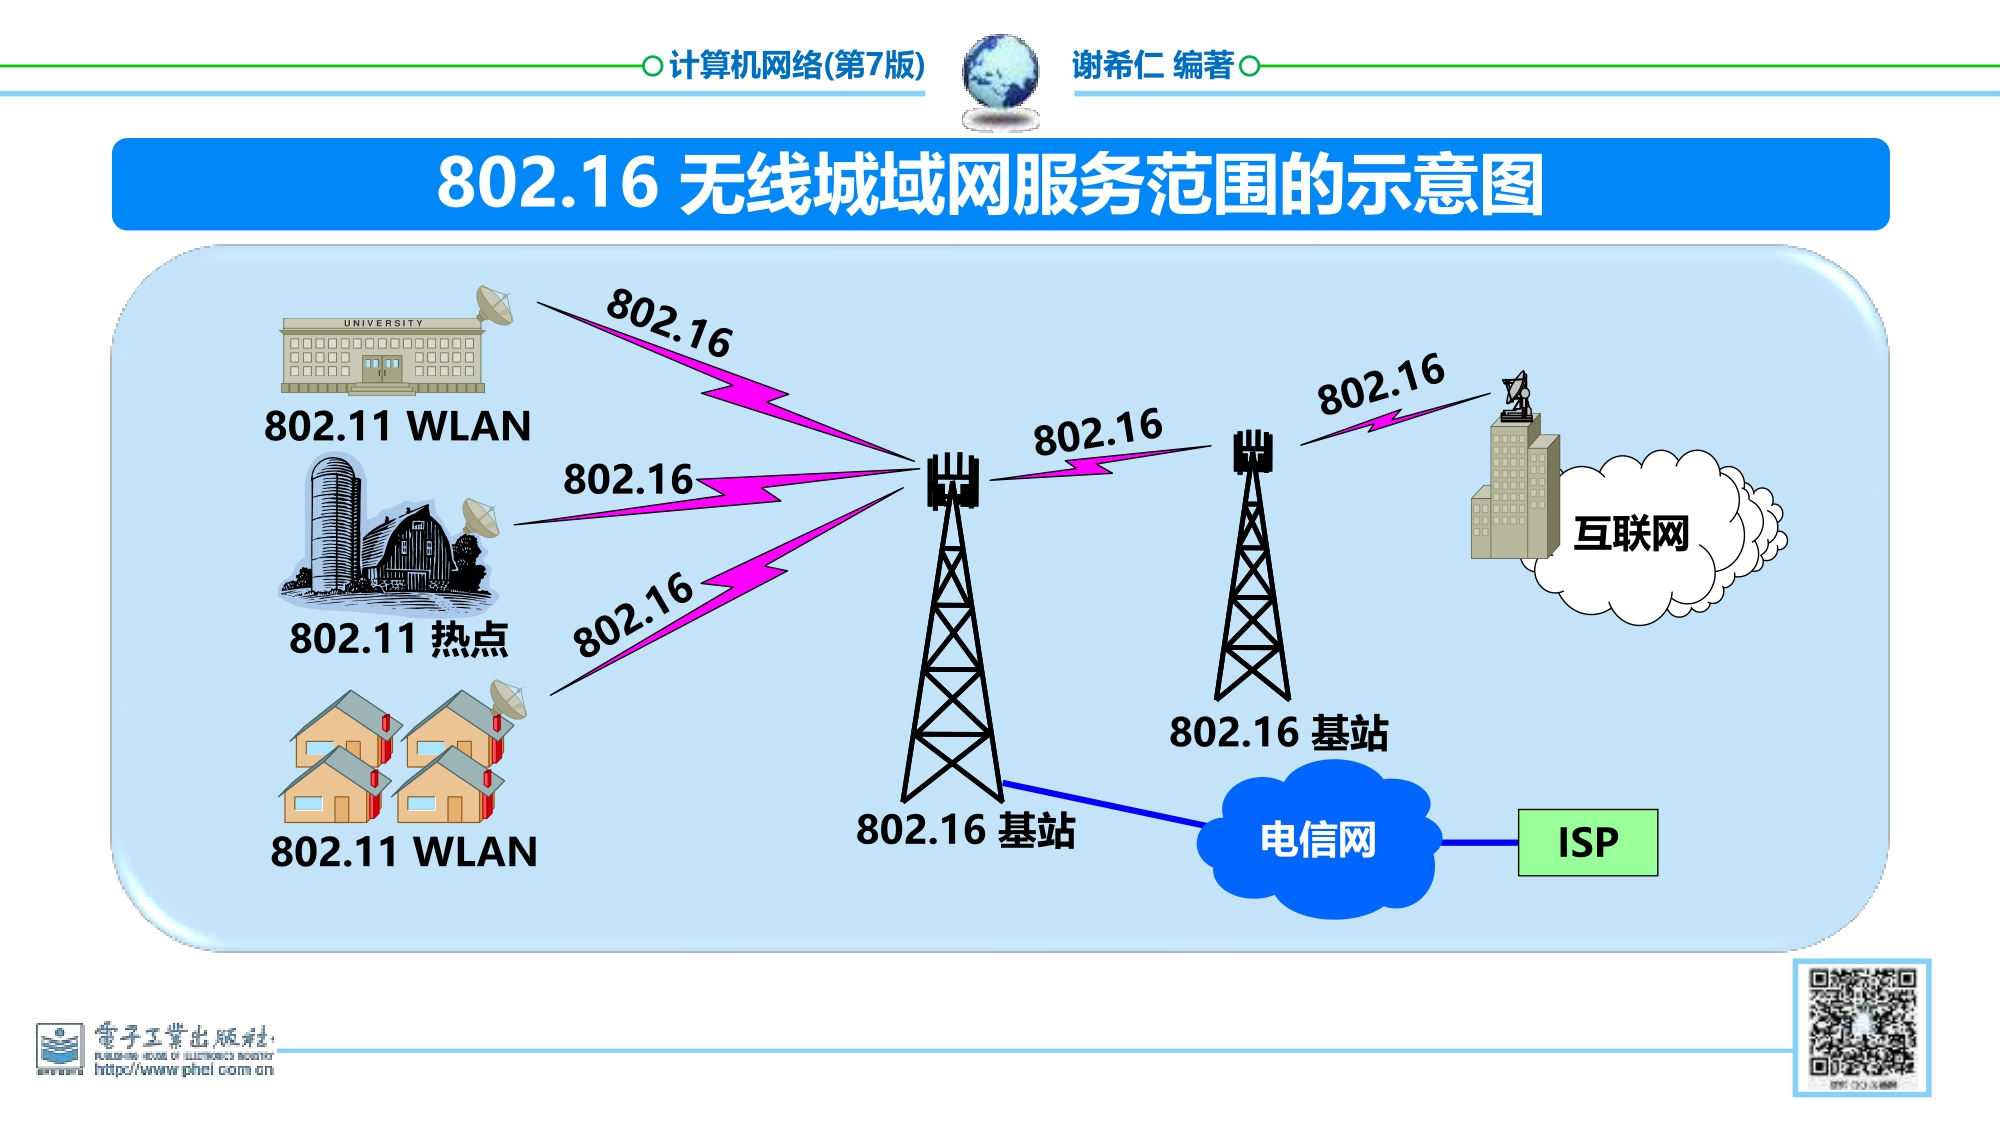 计算机网络(第7版)
谢希仁 编著
802.16 无线城域网服务范围的示意图
UNIVERSITY
802.11 WLAN
802.16
802.16
802.16
802.16
802.11 热点
802.16
802.11 WLAN
802.16 基站
802.16 基站
互联网
电信网
ISP
電子工業出版社
PUBLISHING HOUSE OF ELECTRONICS INDUSTRY
http://www.phei.com.cn